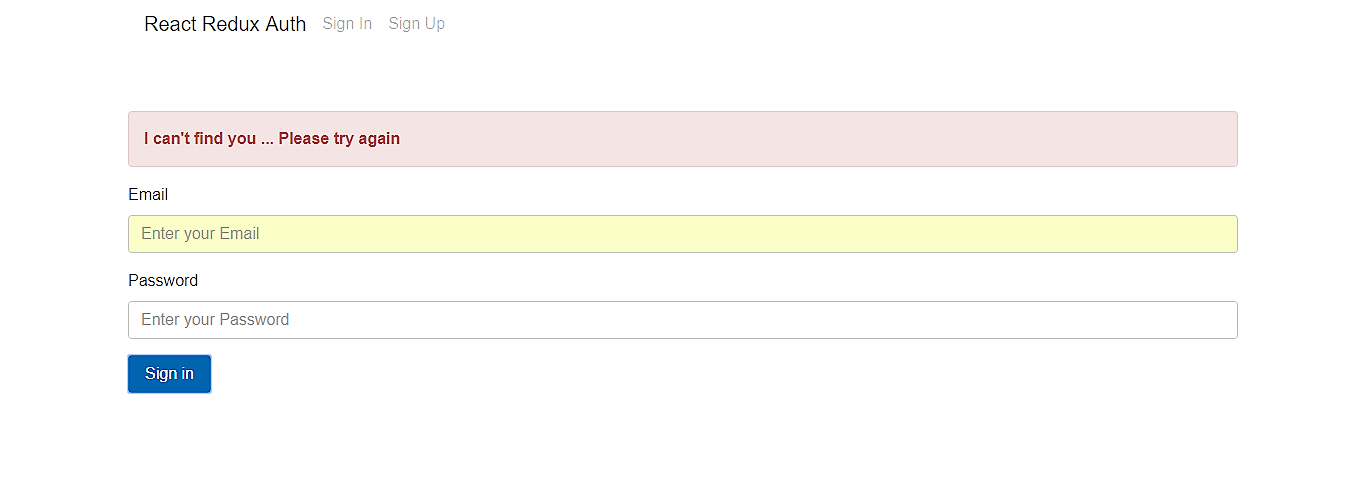 React Redux Auth Sign In Sign Up
I can't find you ... Please try again
Email
Enter your Email
Password
Enter your Password
Sign in